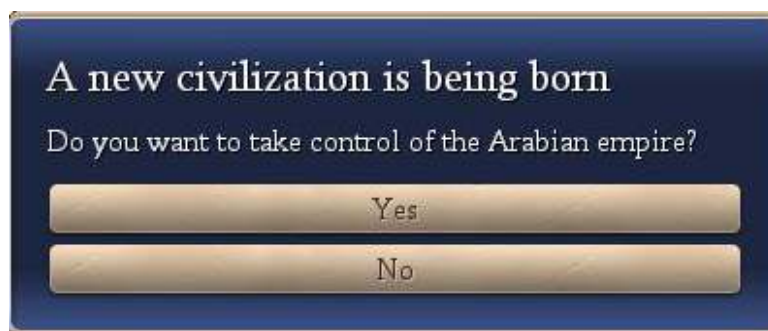 A new civilization is being born
Do you want to take control of the Arabian empire?
Yes
No